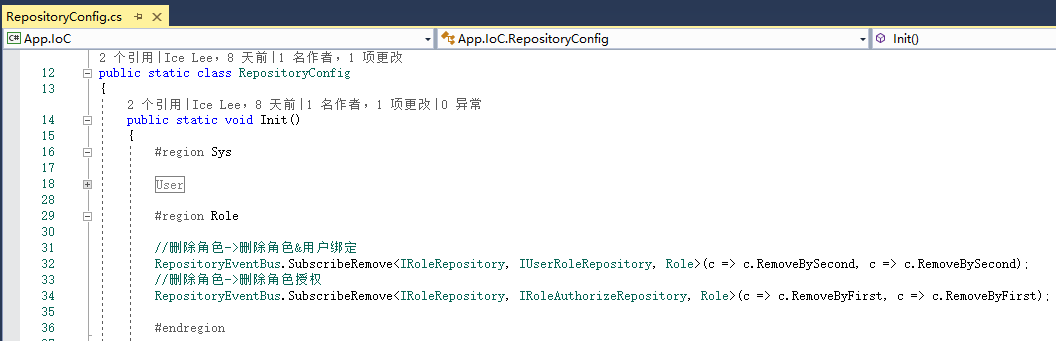 RepositoryConfig.cs
C# App.IoC App.IoC.RepositoryConfig Init()
2 个引用|Ice Lee，8 天前|1 名作者，1 项更改
12 public static class RepositoryConfig
13 {
2 个引用|Ice Lee，8 天前|1 名作者，1 项更改|0 异常
14 public static void Init()
15 {
16 #region Sys
17
18 User
28
29 #region Role
30
31 //删除角色->删除角色&用户绑定
32 RepositoryEventBus.SubscribeRemove<IRoleRepository, IUserRoleRepository, Role>(c => c.RemoveBySecond, c => c.RemoveBySecond);
33 //删除角色->删除角色授权
34 RepositoryEventBus.SubscribeRemove<IRoleRepository, IRoleAuthorizeRepository, Role>(c => c.RemoveByFirst, c => c.RemoveByFirst);
35
36 #endregion